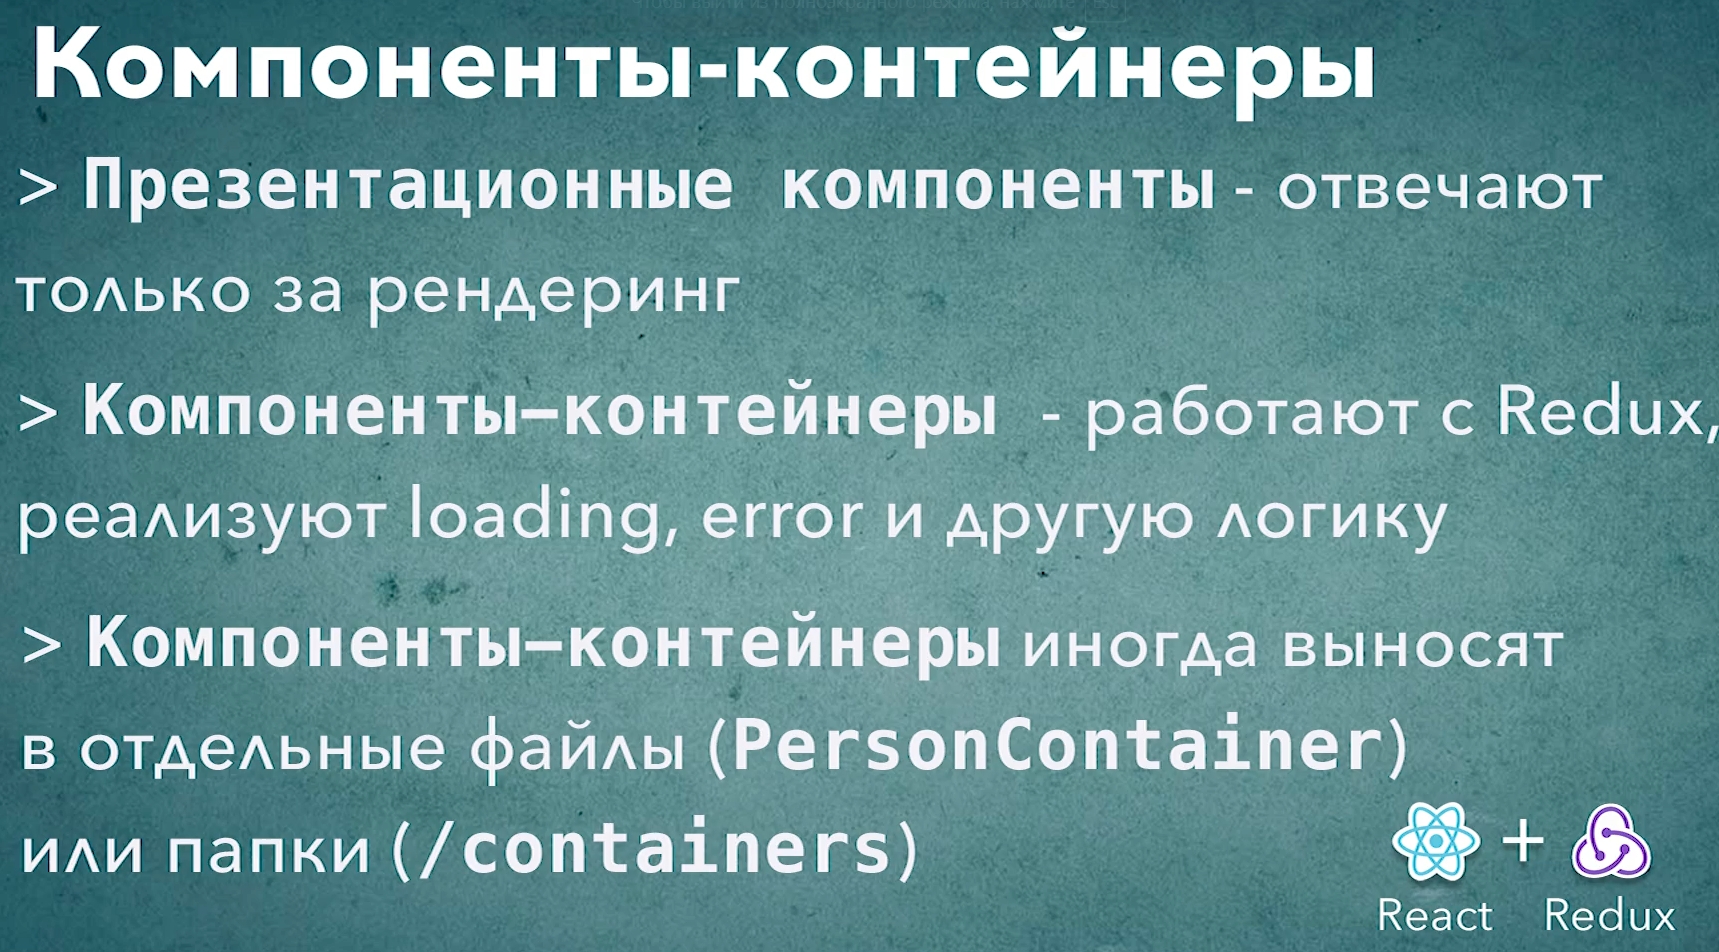 Компоненты-контейнеры
> Презентационные компоненты - отвечают
только за рендеринг
> Компоненты-контейнеры - работают с Redux,
реализуют loading, error и другую логику
> Компоненты-контейнеры иногда выносят
в отдельные файлы (PersonContainer)
или папки (/containers)
+
React Redux